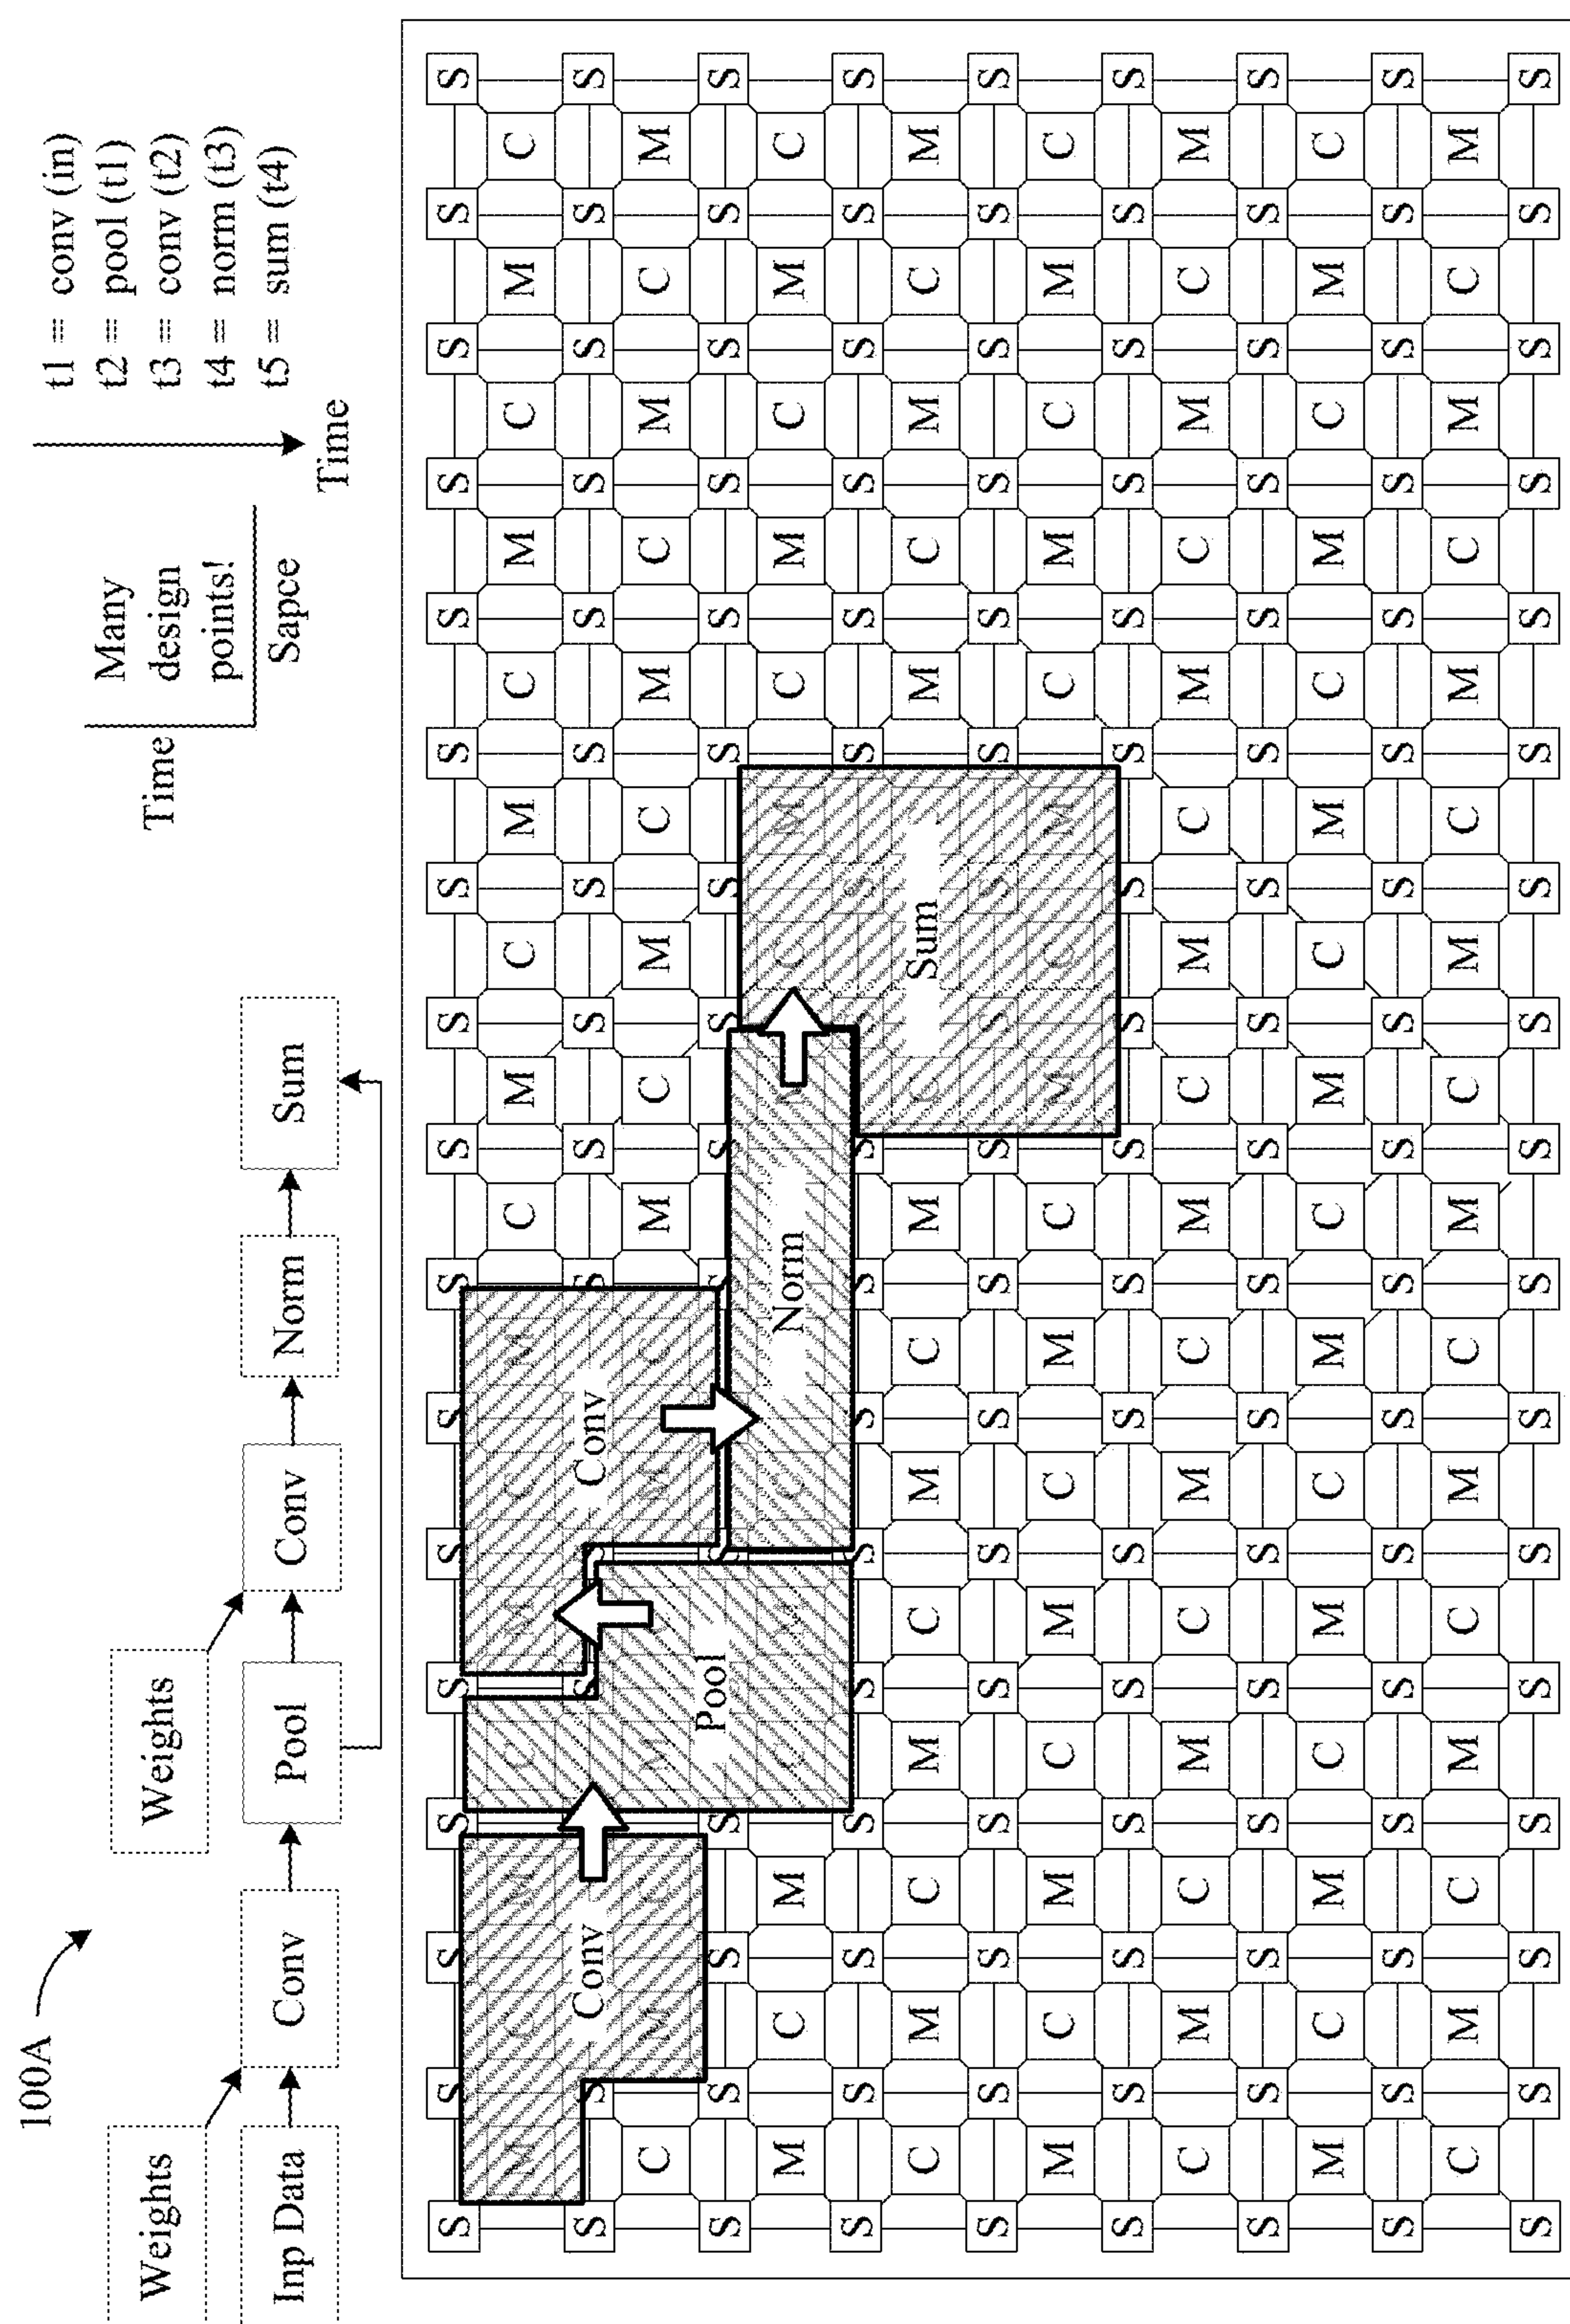 100A
Weights
Weights
Inp Data
Conv
Pool
Conv
Norm
Sum
Time
Many
design
points!
Sapce
Time
t1 = conv (in)
t2 = pool (t1)
t3 = conv (t2)
t4 = norm (t3)
t5 = sum (t4)
S S S S S S S S S S S S S S S S S
M C M C M C M C M C M C M C M C
S S Conv S S Conv S S S S S S S S S S
C M C M M C M C M C M C M C M
S S S S Pool S S S S S S S S S S S
M C M C Norm C M C M C M C
S S S S S S S S S S S S S S S S
C M C M C M C M C Sum M C M C M
S S S S S S S S S S S S S S S S S
M C M C M C M C M C M C M C M C
S S S S S S S S S S S S S S S S S
C M C M C M C M C M C M C M C M
S S S S S S S S S S S S S S S S S
M C M C M C M C M C M C M C M C
S S S S S S S S S S S S S S S S S
C M C M C M C M C M C M C M C M
S S S S S S S S S S S S S S S S S